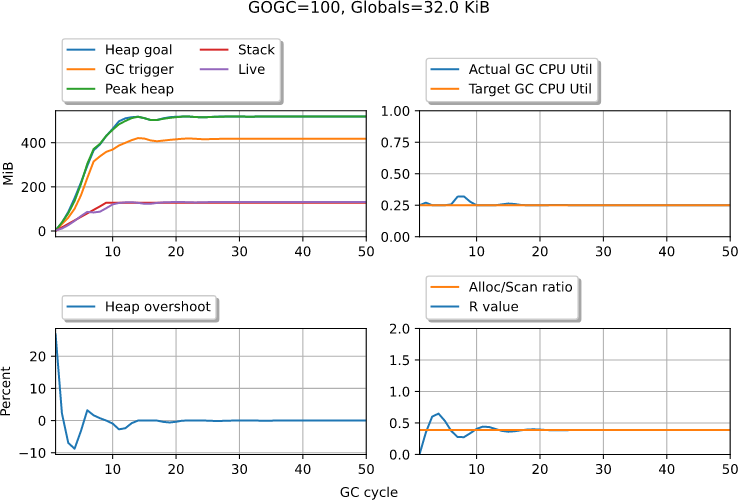 GOGC=100, Globals=32.0 KiB
Heap goal
GC trigger
Peak heap
Stack
Live
MiB
400
200
0
10 20 30 40 50
Actual GC CPU Util
Target GC CPU Util
1.00
0.75
0.50
0.25
0.00
10 20 30 40 50
Heap overshoot
Percent
20
10
0
−10
10 20 30 40 50
Alloc/Scan ratio
R value
2.0
1.5
1.0
0.5
0.0
10 20 30 40 50
GC cycle